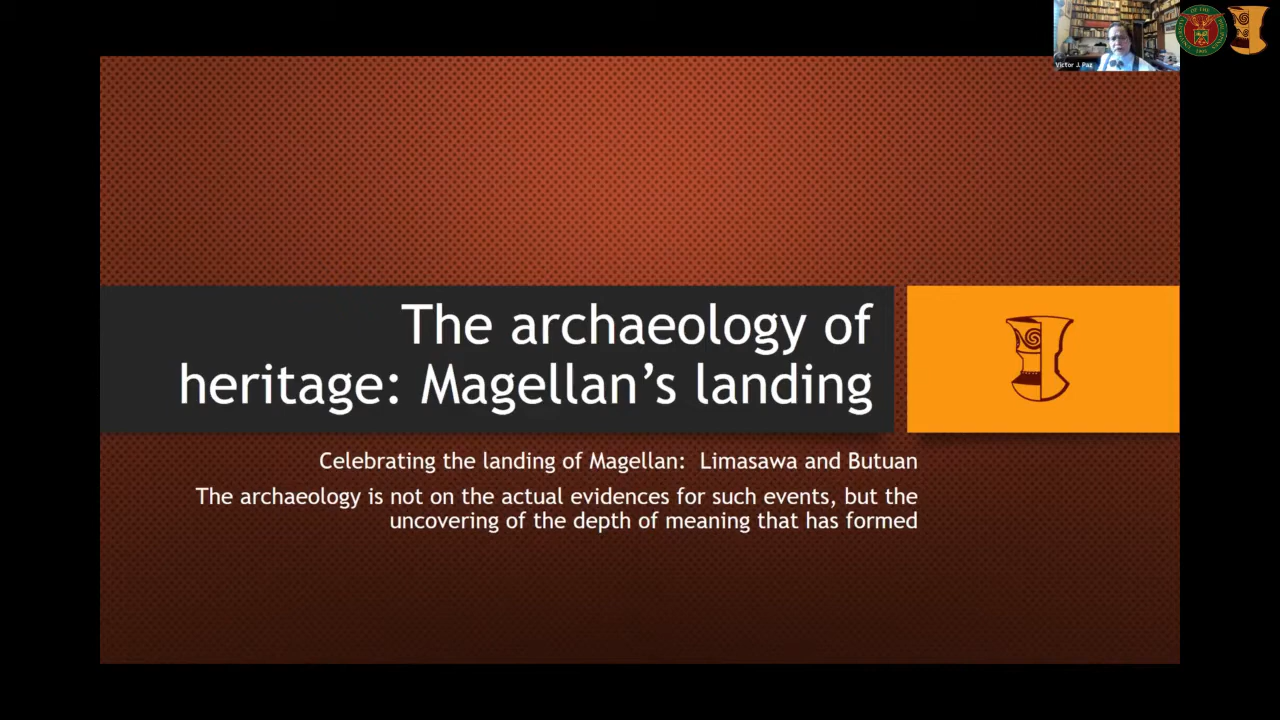 Victor J. Paz
The archaeology of
heritage: Magellan’s landing
Celebrating the landing of Magellan: Limasawa and Butuan
The archaeology is not on the actual evidences for such events, but the
uncovering of the depth of meaning that has formed